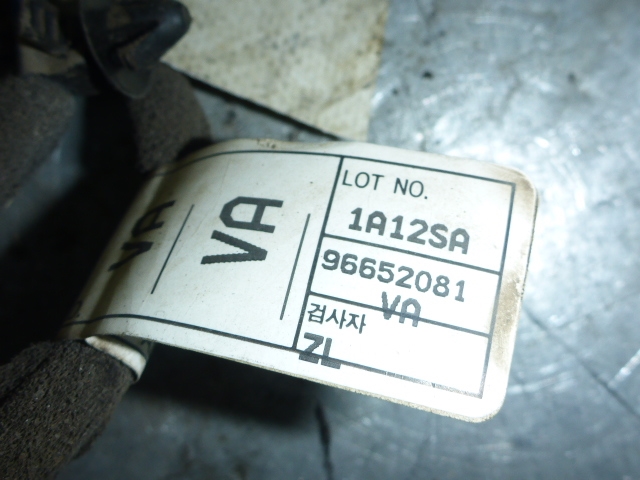 VA
VA
LOT NO.
1A12SA
96652081
VA
검사자
ZL